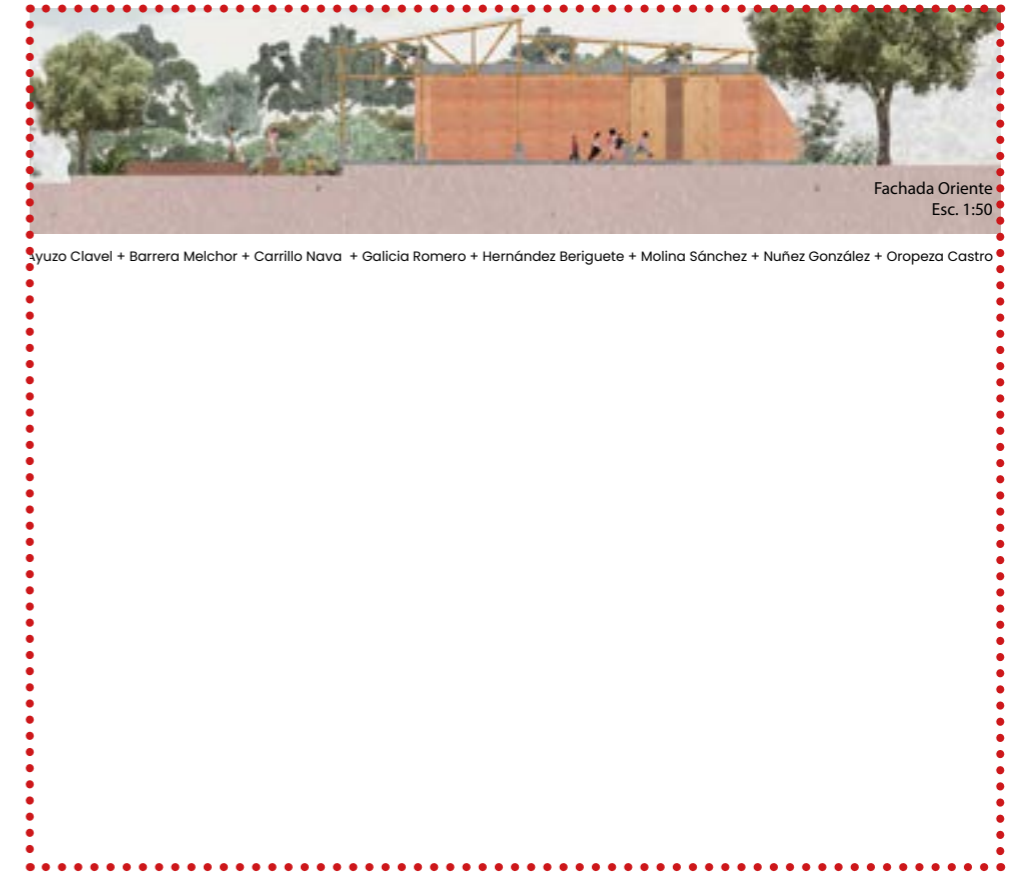 Fachada Oriente
Esc. 1:50
Ayuzo Clavel + Barrera Melchor + Carrillo Nava + Galicia Romero + Hernández Beriguete + Molina Sánchez + Nuñez González + Oropeza Castro